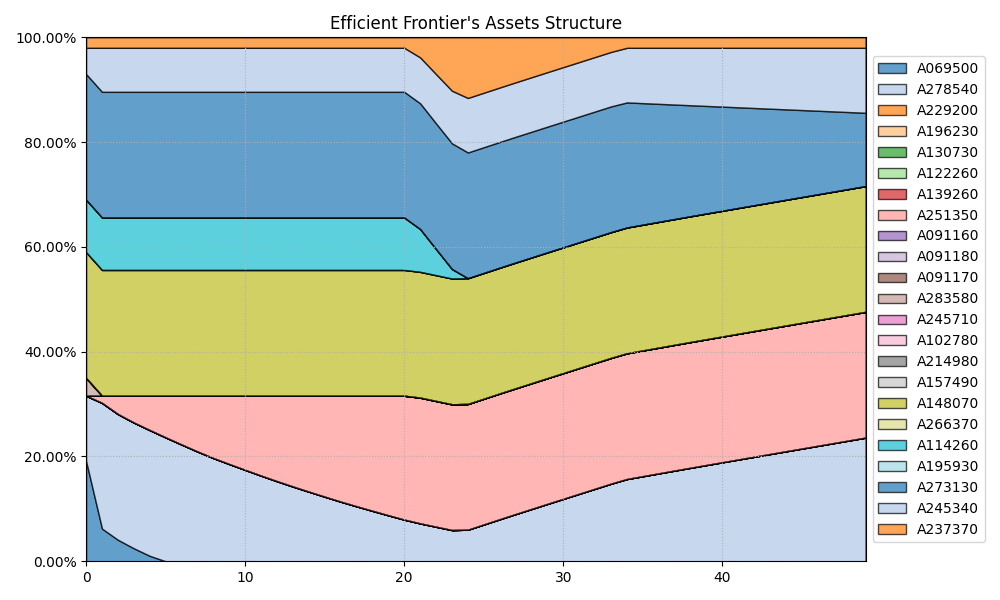 Efficient Frontier's Assets Structure
100.00%
80.00%
60.00%
40.00%
20.00%
0.00%
0
10
20
30
40
A069500
A278540
A229200
A196230
A130730
A122260
A139260
A251350
A091160
A091180
A091170
A283580
A245710
A102780
A214980
A157490
A148070
A266370
A114260
A195930
A273130
A245340
A237370